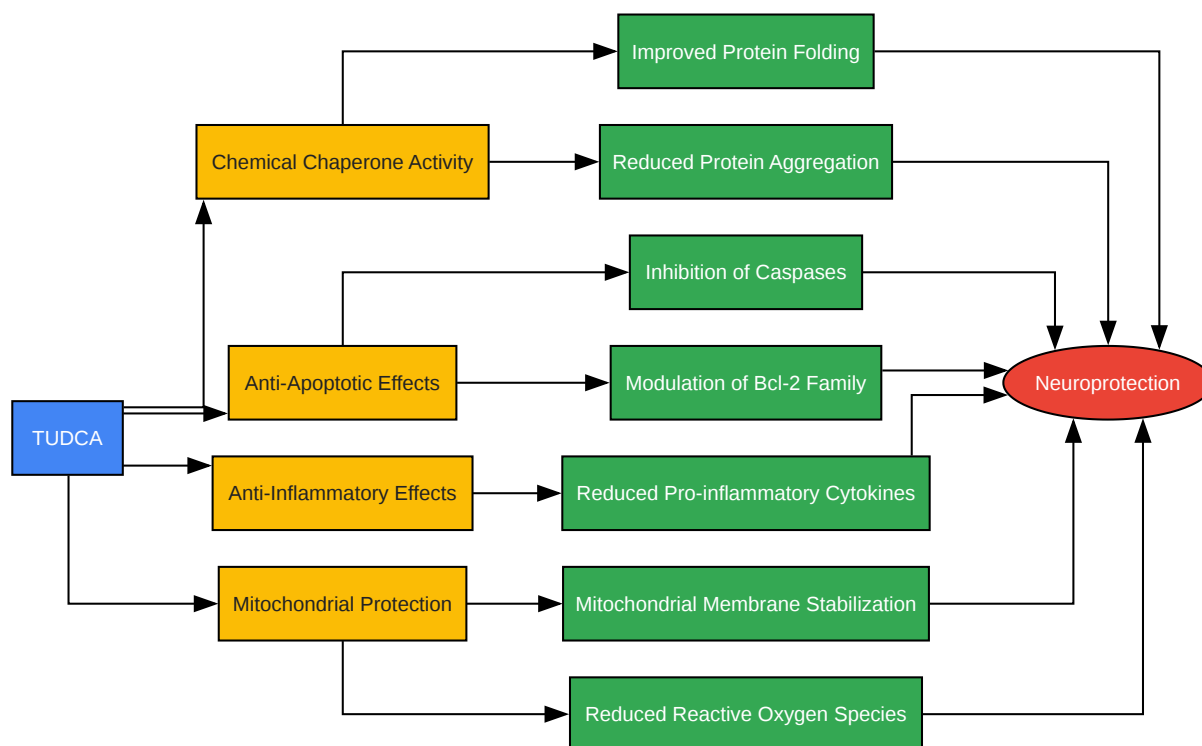 Improved Protein Folding
Chemical Chaperone Activity
Reduced Protein Aggregation
Inhibition of Caspases
Anti-Apoptotic Effects
Modulation of Bcl-2 Family
Neuroprotection
TUDCA
Anti-Inflammatory Effects
Reduced Pro-inflammatory Cytokines
Mitochondrial Protection
Mitochondrial Membrane Stabilization
Reduced Reactive Oxygen Species